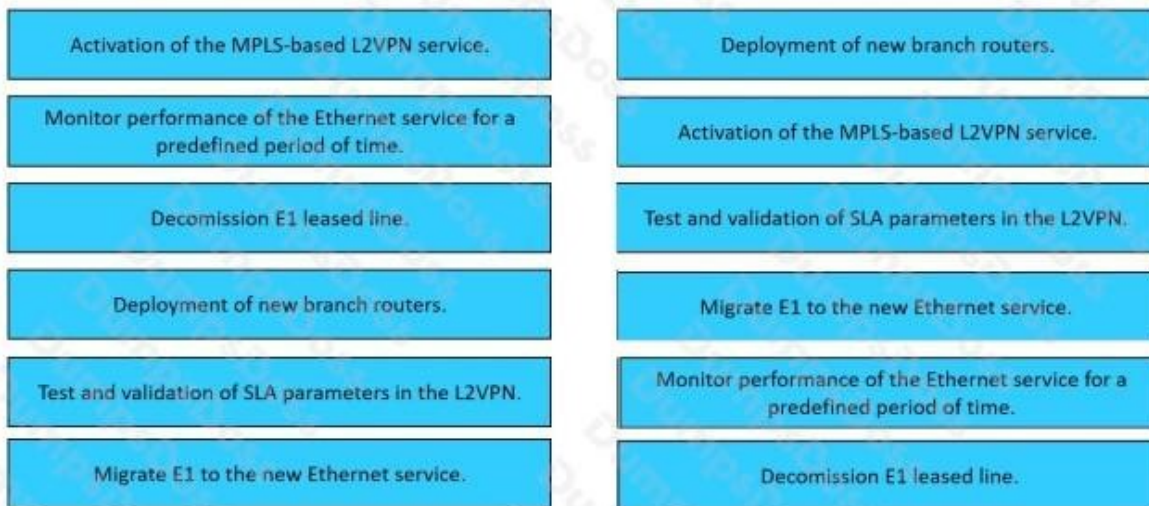 Activation of the MPLS-based L2VPN service.
Monitor performance of the Ethernet service for a
predefined period of time.
Decomission E1 leased line.
Deployment of new branch routers.
Test and validation of SLA parameters in the L2VPN.
Migrate E1 to the new Ethernet service.
Deployment of new branch routers.
Activation of the MPLS-based L2VPN service.
Test and validation of SLA parameters in the L2VPN.
Migrate E1 to the new Ethernet service.
Monitor performance of the Ethernet service for a
predefined period of time.
Decomission E1 leased line.